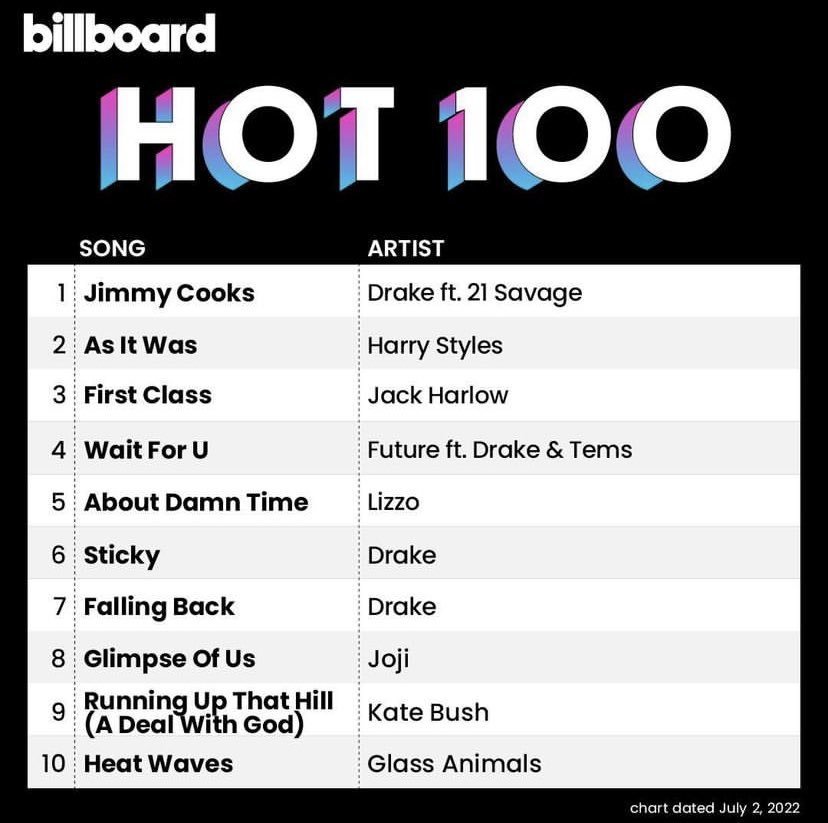 billboard
HOT 100
SONG ARTIST
1 Jimmy Cooks Drake ft. 21 Savage
2 As It Was Harry Styles
3 First Class Jack Harlow
4 Wait For U Future ft. Drake & Tems
5 About Damn Time Lizzo
6 Sticky Drake
7 Falling Back Drake
8 Glimpse Of Us Joji
9 Running Up That Hill
(A Deal With God) Kate Bush
10 Heat Waves Glass Animals
chart dated July 2, 2022